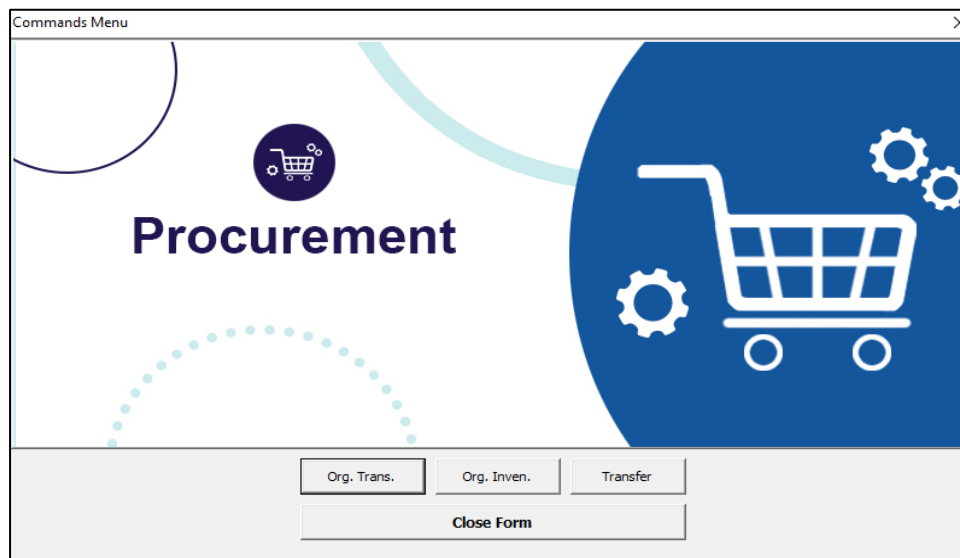 Commands Menu
Procurement
Org. Trans.
Org. Inven.
Transfer
Close Form